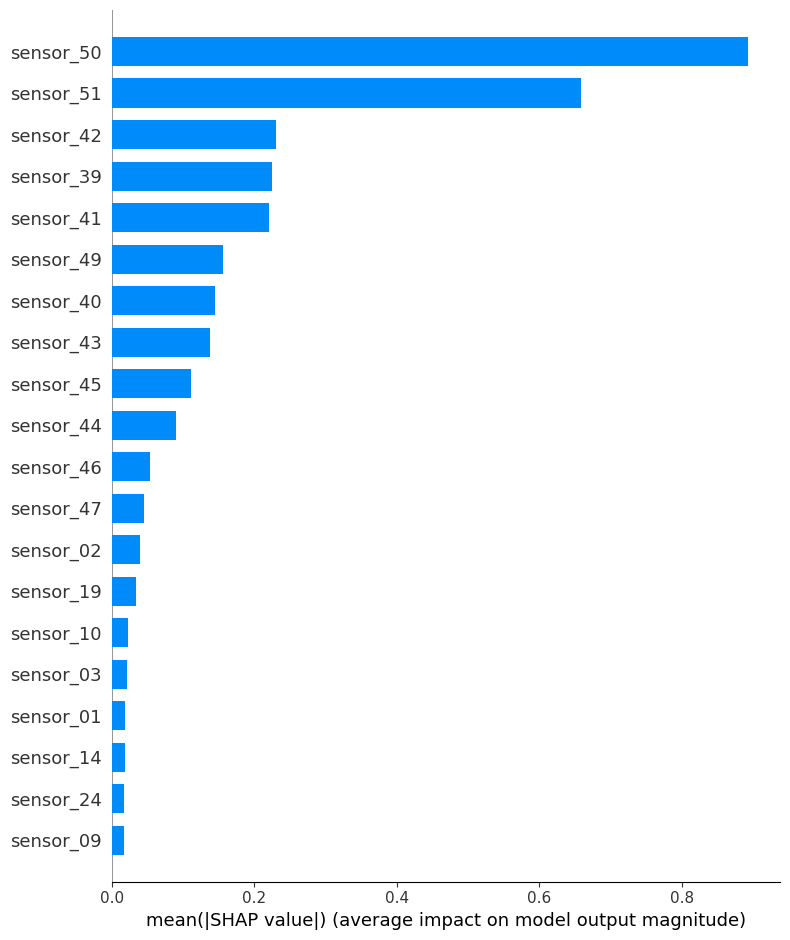 sensor_50
sensor_51
sensor_42
sensor_39
sensor_41
sensor_49
sensor_40
sensor_43
sensor_45
sensor_44
sensor_46
sensor_47
sensor_02
sensor_19
sensor_10
sensor_03
sensor_01
sensor_14
sensor_24
sensor_09
0.0 0.2 0.4 0.6 0.8
mean(|SHAP value|) (average impact on model output magnitude)